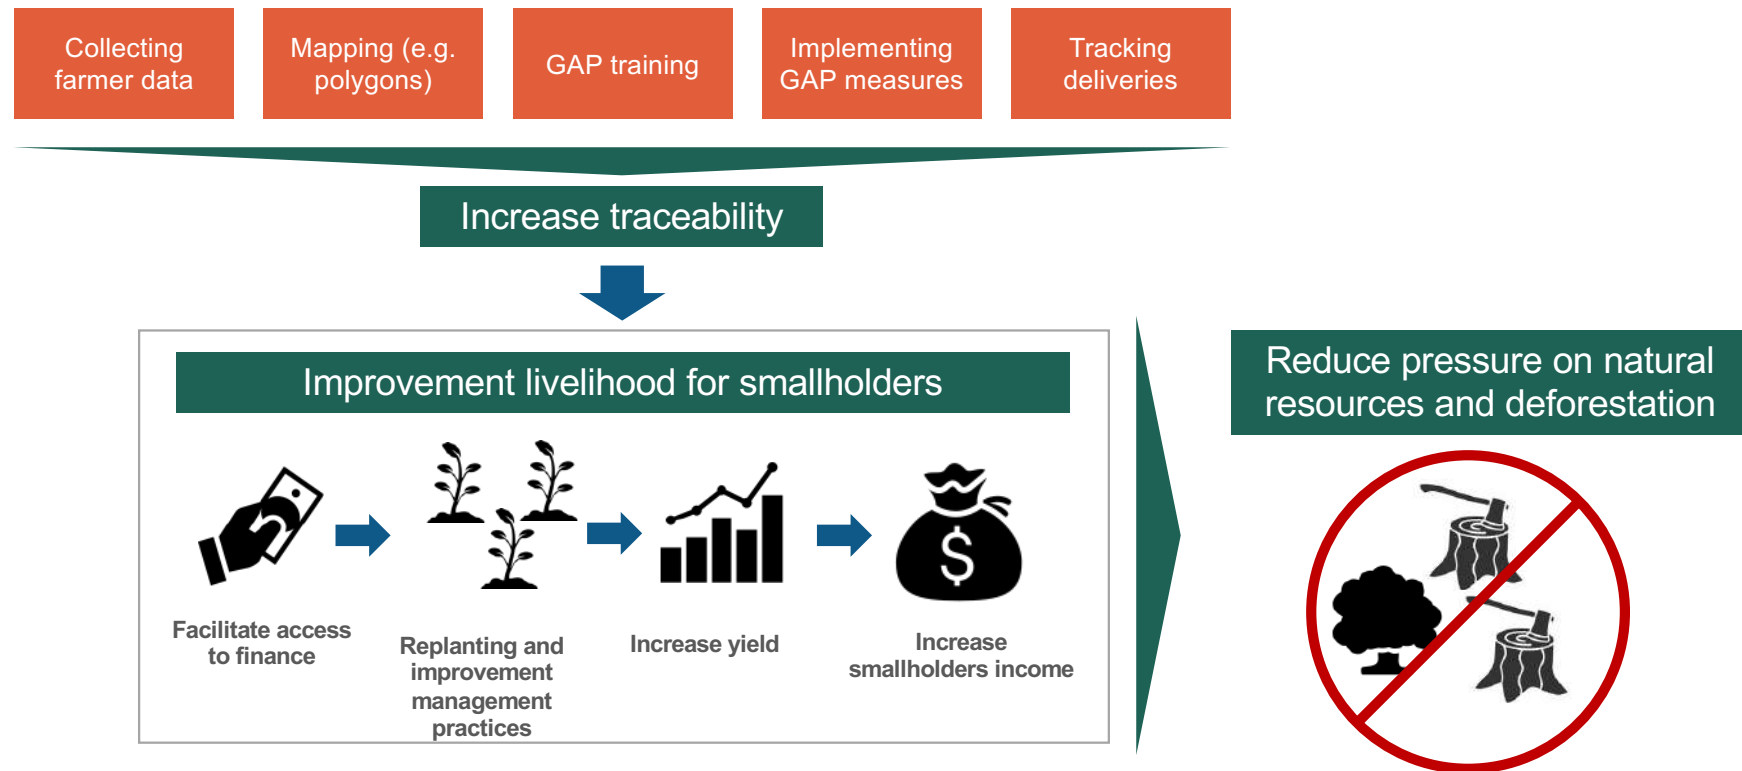 Collecting
farmer data
Mapping (e.g.
polygons)
GAP training
Implementing
GAP measures
Tracking
deliveries
Increase traceability
Improvement livelihood for smallholders
Reduce pressure on natural
resources and deforestation
$
Facilitate access
to finance
Replanting and
improvement
management
practices
Increase yield
Increase
smallholders income